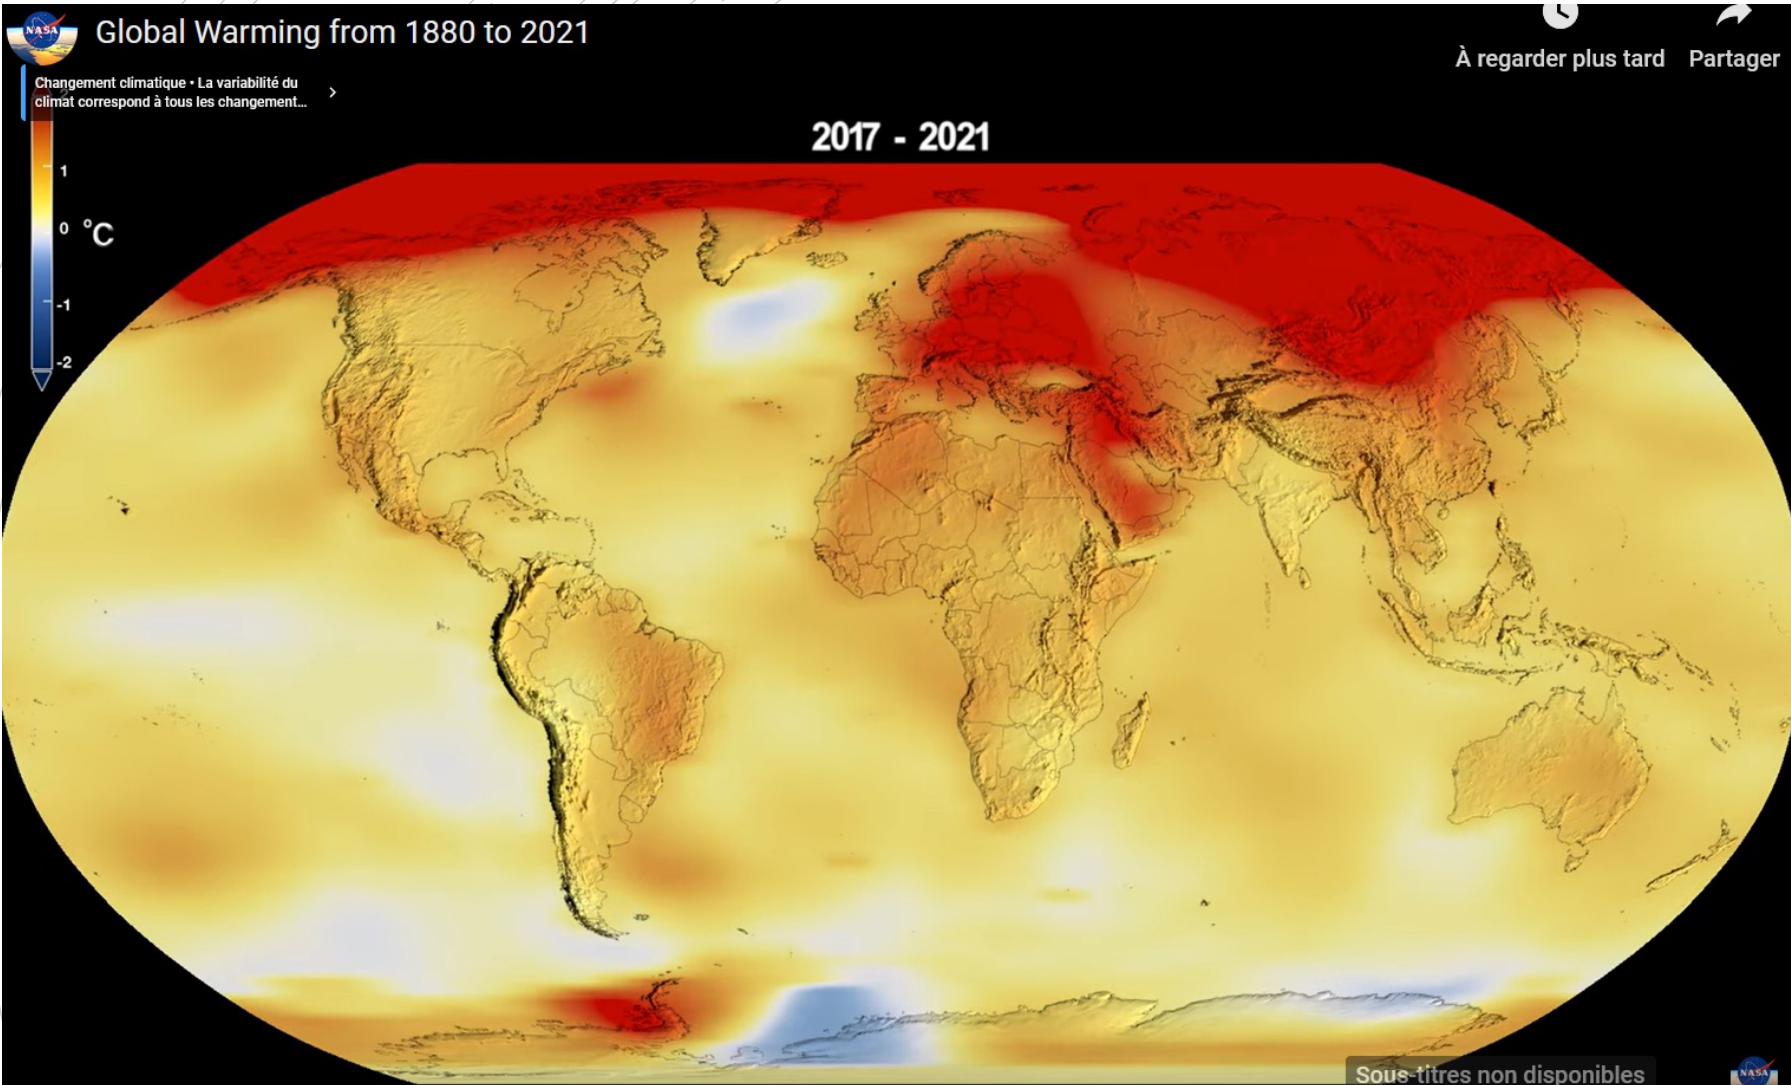 NASA
Global Warming from 1880 to 2021
À regarder plus tard
Partager
Changement climatique • La variabilité du
climat correspond à tous les changement...
2
1
0
°C
-1
-2
2017 - 2021
Sous-titres non disponibles
NASA